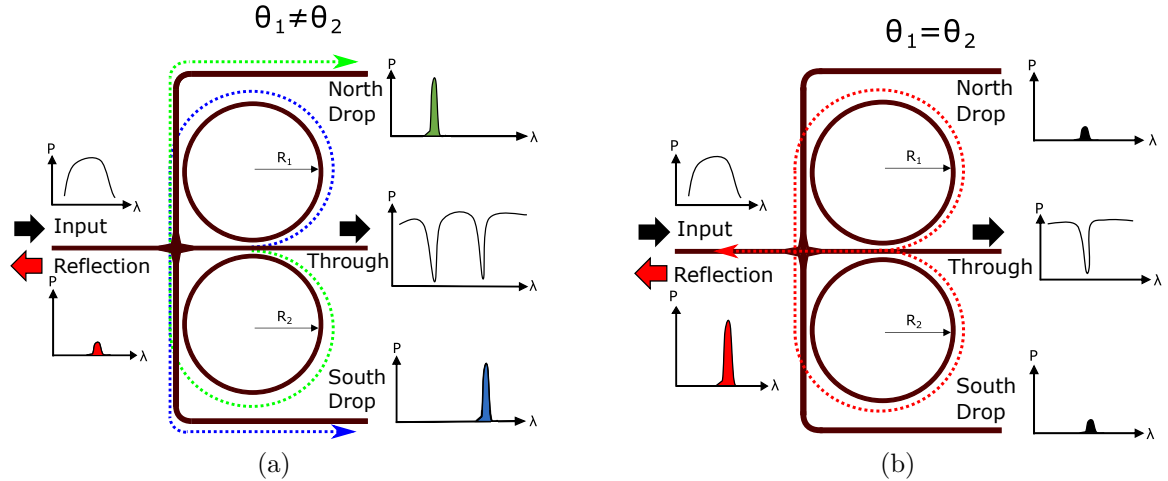 θ1≠θ2
P
λ
Input
Reflection
P
λ
R1
R2
North
Drop
P
λ
P
λ
Through
South
Drop
P
λ
(a)
θ1=θ2
P
λ
Input
Reflection
P
λ
R1
R2
North
Drop
P
λ
P
λ
Through
South
Drop
P
λ
(b)